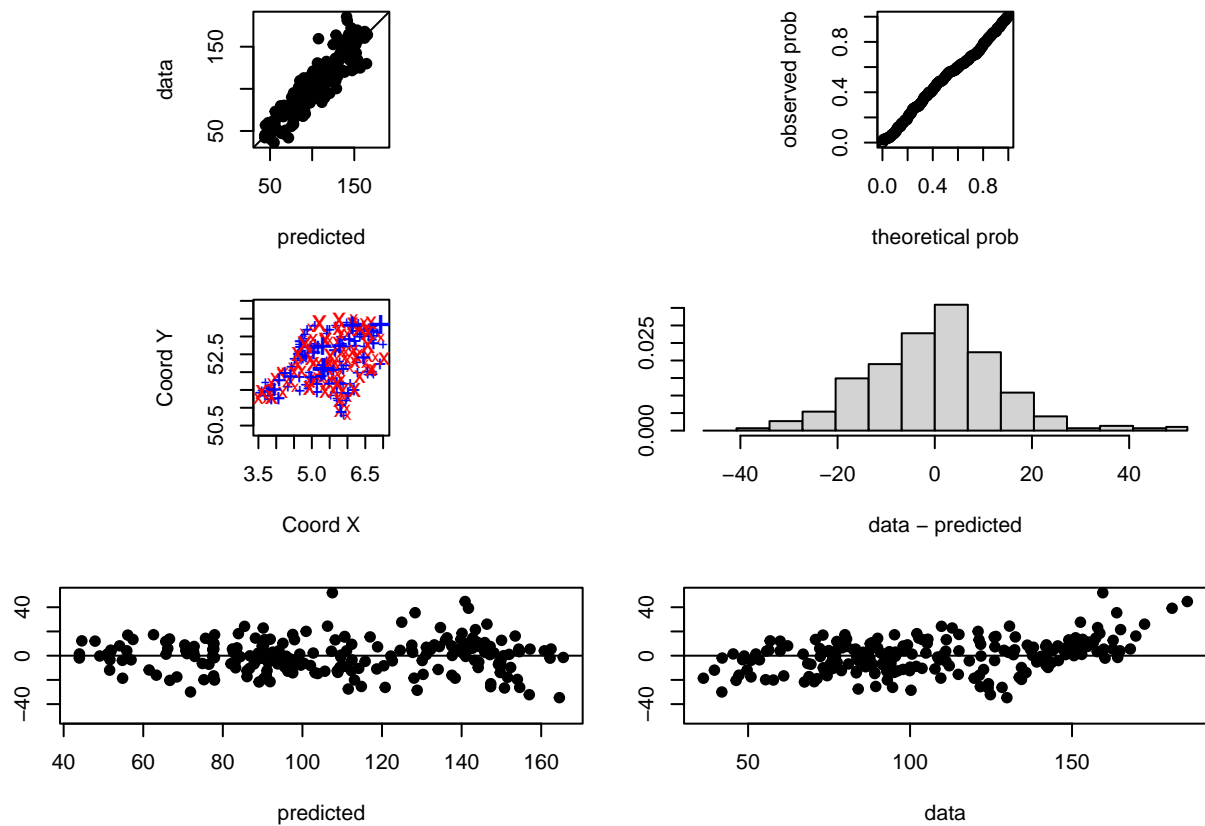 data
50 150
50 150
predicted
observed prob
0.0 0.4 0.8
0.0 0.4 0.8
theoretical prob
Coord Y
50.5 52.5
3.5 5.0 6.5
Coord X
0.000 0.025
−40 −20 0 20 40
data − predicted
−40 0 40
40 60 80 100 120 140 160
predicted
−40 0 40
50 100 150
data